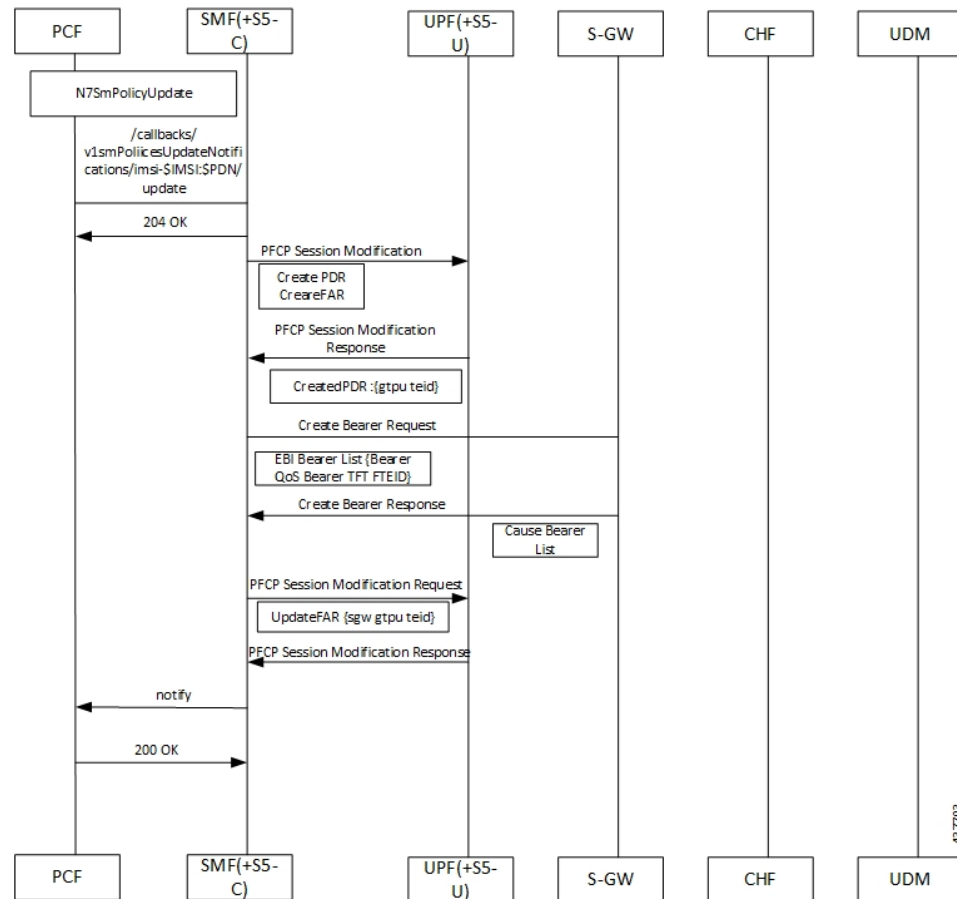 PCF
SMF(+S5-
C)
UPF(+S5-
U)
S-GW
CHF
UDM
N7SmPolicyUpdate
/callbacks/
v1smPoliicesUpdateNotifi
cations/imsi-$IMSI:$PDN/
update
204 OK
PFCP Session Modification
Create PDR
CreareFAR
PFCP Session Modification
Response
CreatedPDR :{gtpu teid}
Create Bearer Request
EBI Bearer List {Bearer
QoS Bearer TFT FTEID}
Create Bearer Response
Cause Bearer
List
PFCP Session Modification Request
UpdateFAR {sgw gtpu teid}
PFCP Session Modification Response
notify
200 OK
PCF
SMF(+S5-
C)
UPF(+S5-
U)
S-GW
CHF
UDM